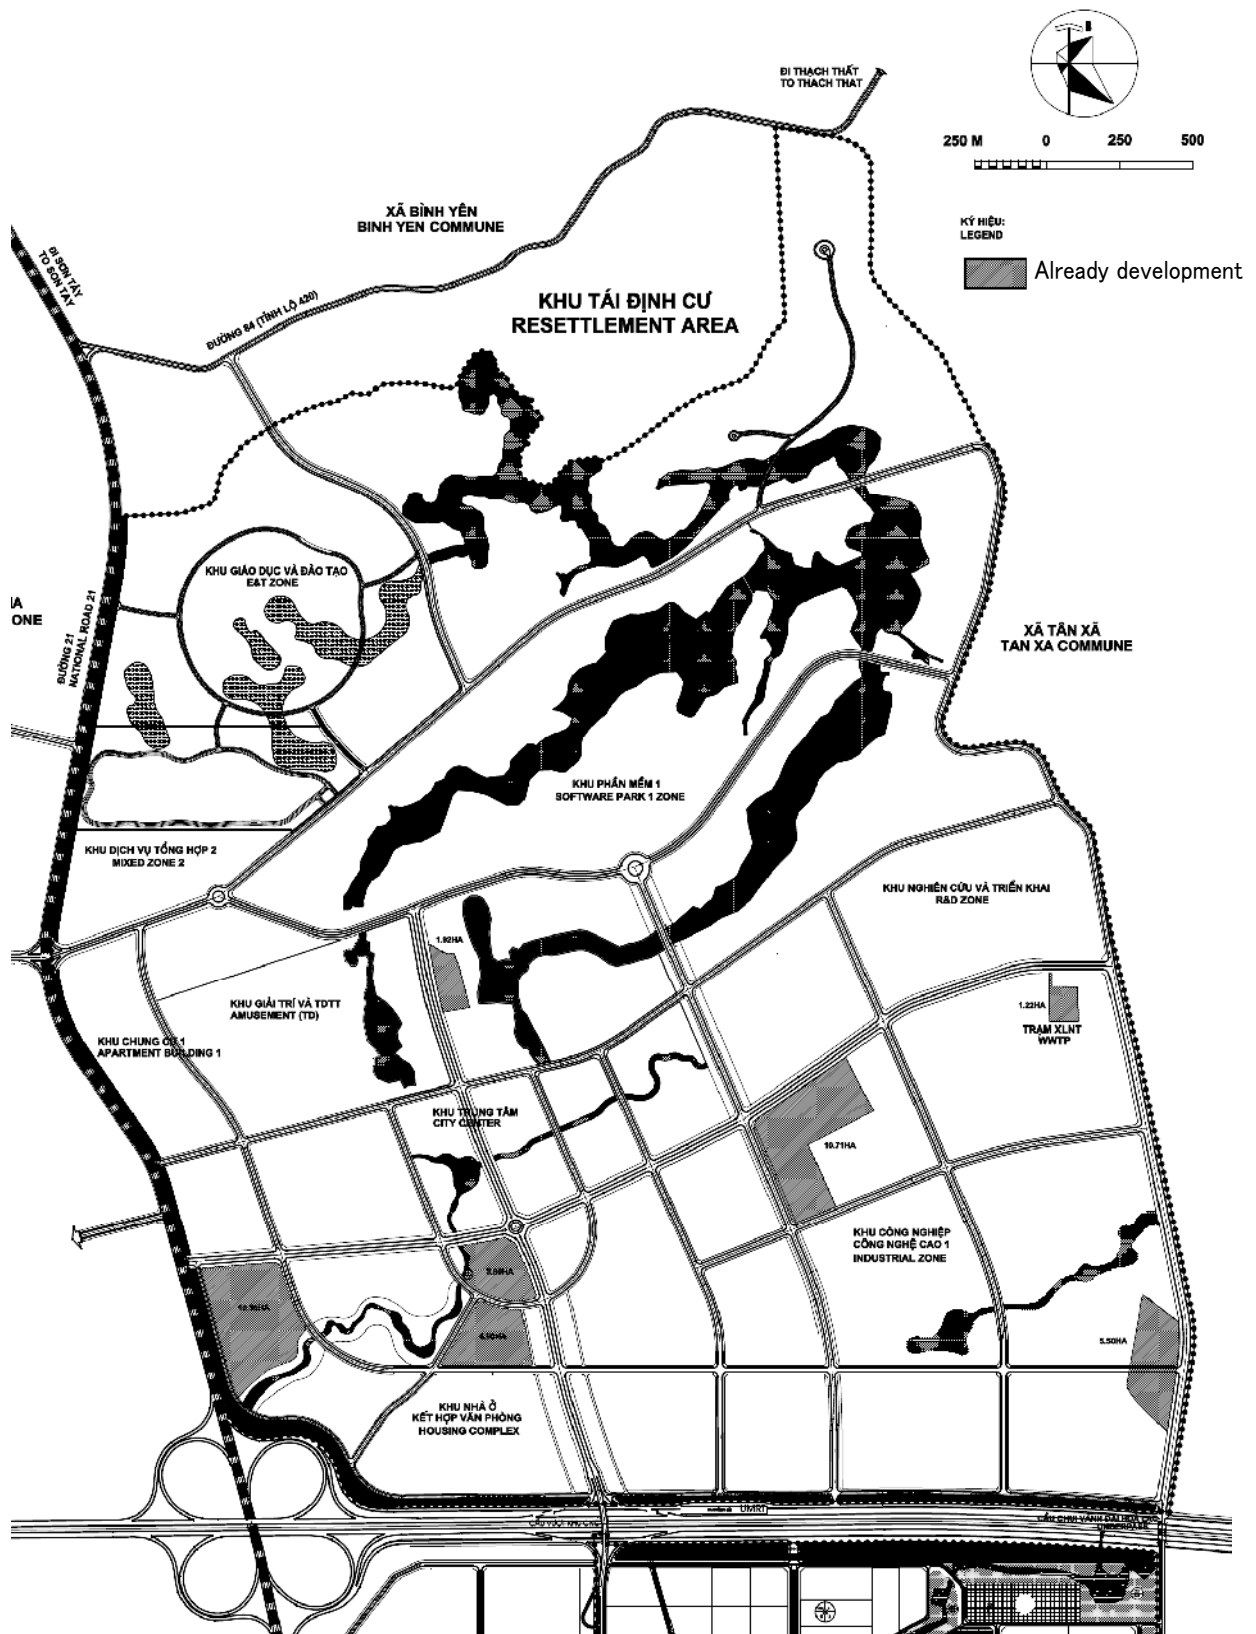 ĐI THẠCH THẤT
TO THACH THAT
250 M 0 250 500
XÃ BÌNH YÊN
BINH YEN COMMUNE
KÝ HIỆU:
LEGEND
Already development
ĐI SƠN TÂY
TO SON TAY
ĐƯỜNG 84 (TỈNH LỘ 420)
KHU TÁI ĐỊNH CƯ
RESETTLEMENT AREA
KHU GIÁO DỤC VÀ ĐÀO TẠO
E&T ZONE
IA
ONE
ĐƯỜNG 21
NATIONAL ROAD 21
XÃ TÂN XÃ
TAN XA COMMUNE
KHU PHẦN MỀM 1
SOFTWARE PARK 1 ZONE
KHU DỊCH VỤ TỔNG HỢP 2
MIXED ZONE 2
KHU NGHIÊN CỨU VÀ TRIỂN KHAI
R&D ZONE
1.92HA
KHU GIẢI TRÍ VÀ TDTT
AMUSEMENT (TD)
1.22HA
TRẠM XLNT
WWTP
KHU CHUNG CƯ 1
APARTMENT BUILDING 1
KHU TRUNG TÂM
CITY CENTER
10.71HA
KHU CÔNG NGHIỆP
CÔNG NGHỆ CAO 1
INDUSTRIAL ZONE
5.50HA
KHU NHÀ Ở
KẾT HỢP VĂN PHÒNG
HOUSING COMPLEX
UMRT
UNDERPASS